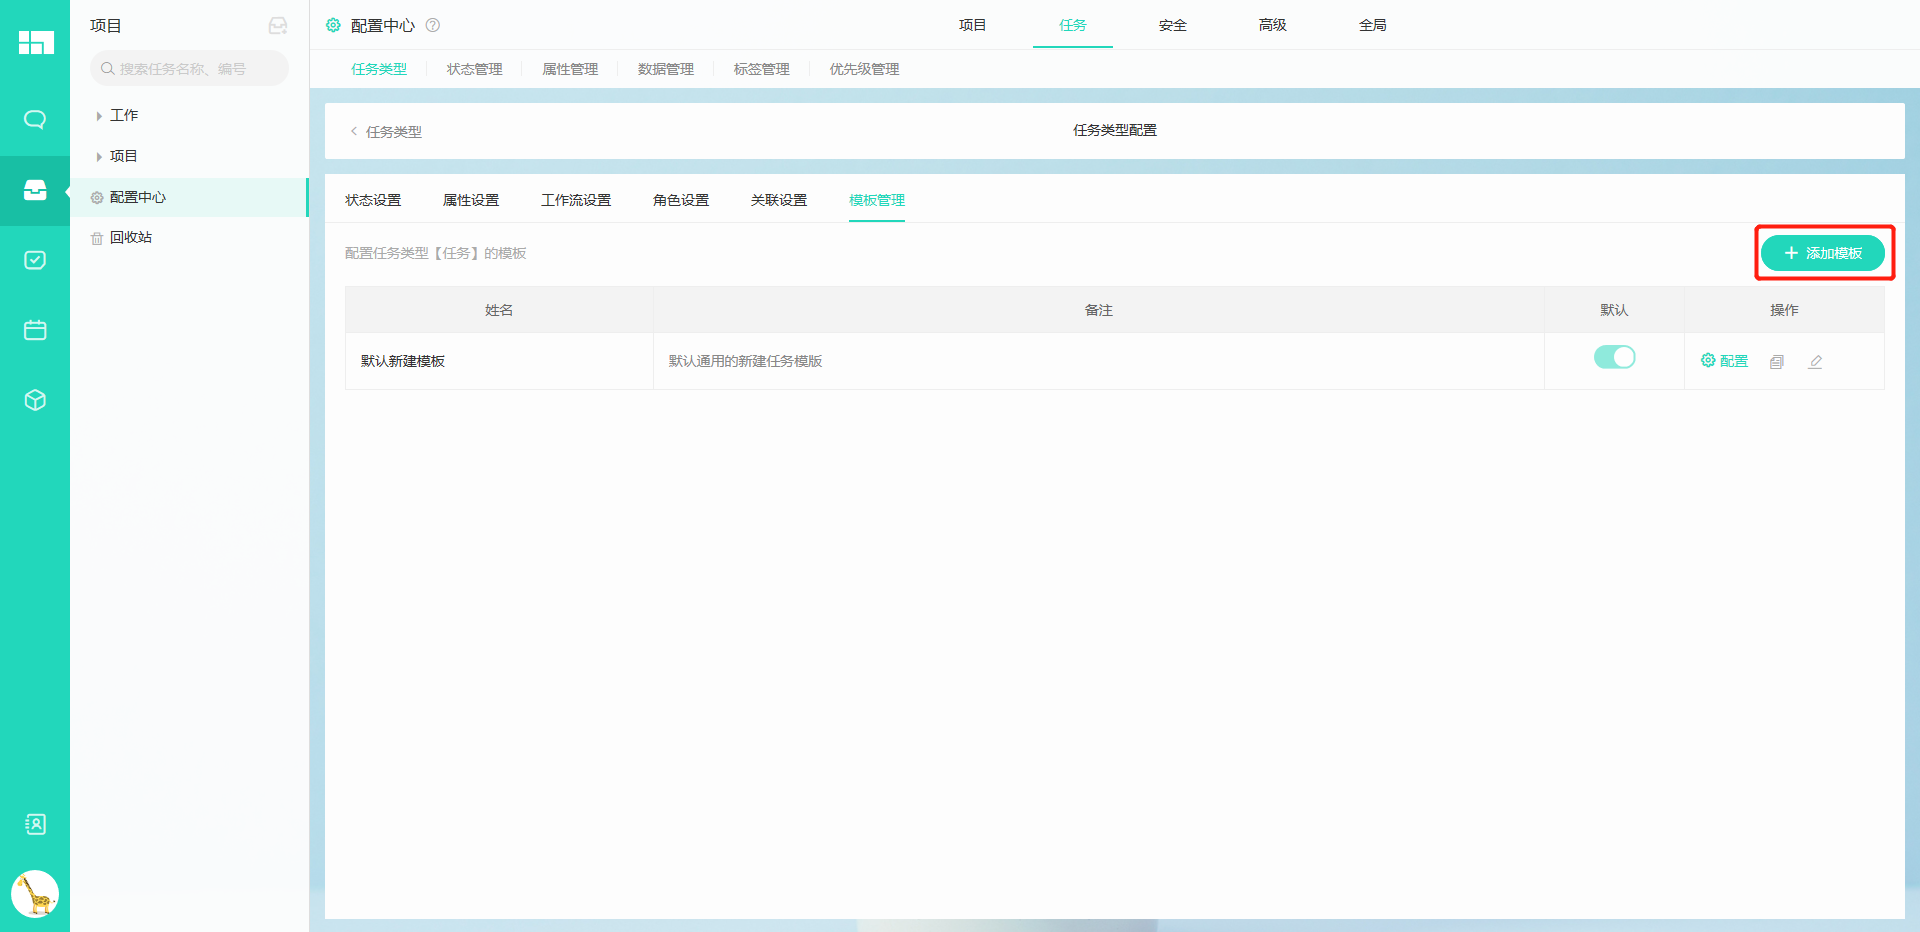 项目
搜索任务名称、编号
工作
项目
配置中心
回收站
配置中心
项目 任务 安全 高级 全局
任务类型 状态管理 属性管理 数据管理 标签管理 优先级管理
任务类型
任务类型配置
状态设置 属性设置 工作流设置 角色设置 关联设置 模板管理
配置任务类型【任务】的模板
添加模板
姓名 备注 默认 操作
默认新建模板 默认通用的新建任务模版 配置